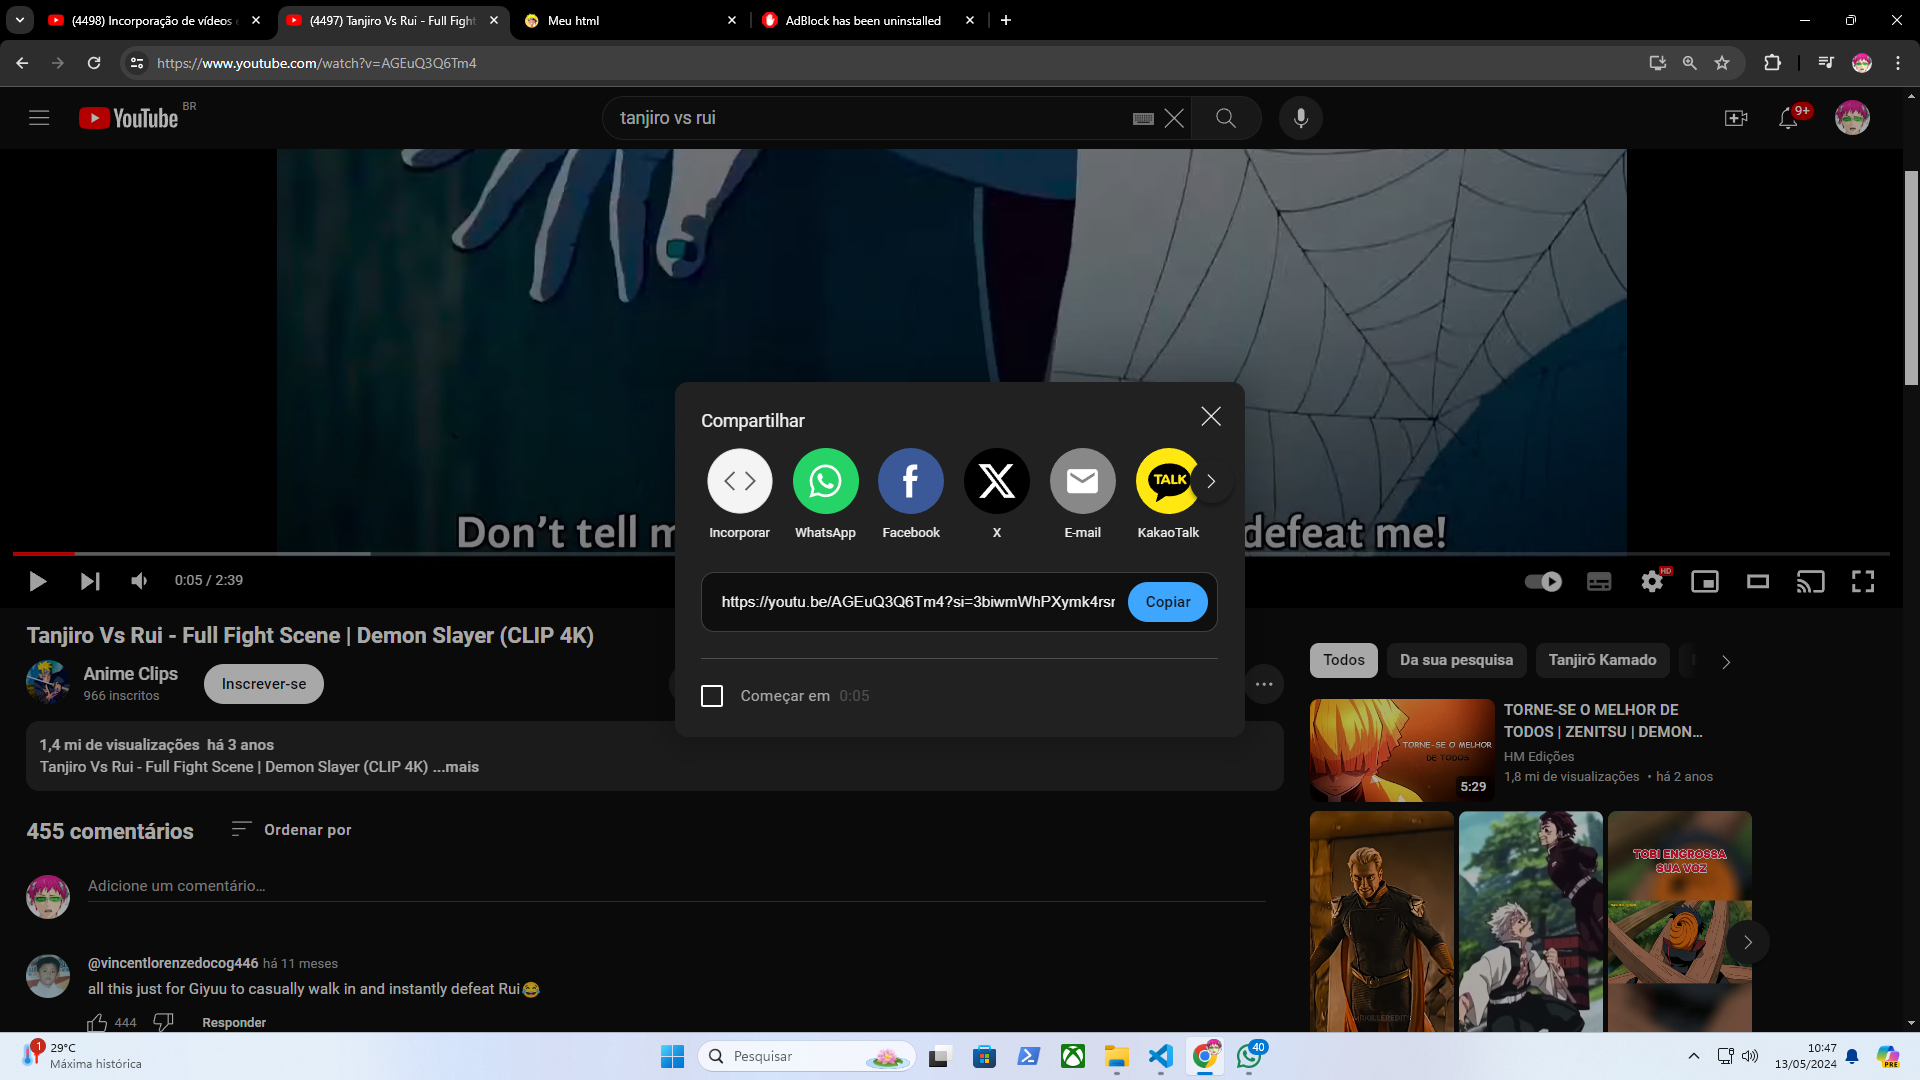 (4498) Incorporação de vídeos
(4497) Tanjiro Vs Rui - Full Fight
Meu html
AdBlock has been uninstalled
https://www.youtube.com/watch?v=AGEuQ3Q6Tm4
YouTube BR
tanjiro vs rui
9+
Compartilhar
TALK
Incorporar
WhatsApp
Facebook
X
E-mail
KakaoTalk
Don't tell m
defeat me!
0:05 / 2:39
HD
https://youtu.be/AGEuQ3Q6Tm4?si=3biwmWhPXymk4rsr
Copiar
Começar em 0:05
Tanjiro Vs Rui - Full Fight Scene | Demon Slayer (CLIP 4K)
Anime Clips
966 inscritos
Inscrever-se
1,4 mi de visualizações há 3 anos
Tanjiro Vs Rui - Full Fight Scene | Demon Slayer (CLIP 4K) ...mais
455 comentários
Ordenar por
Adicione um comentário...
@vincentlorenzedocog446 há 11 meses
all this just for Giyuu to casually walk in and instantly defeat Rui😂
444
Responder
Todos
Da sua pesquisa
Tanjirō Kamado
TORNE-SE O MELHOR
DE TODOS
5:29
TORNE-SE O MELHOR DE
TODOS | ZENITSU | DEMON...
HM Edições
1,8 mi de visualizações • há 2 anos
TOBI ENGROSSA
SUA VOZ
1
29°C
Máxima histórica
Pesquisar
40
10:47
13/05/2024
PRE